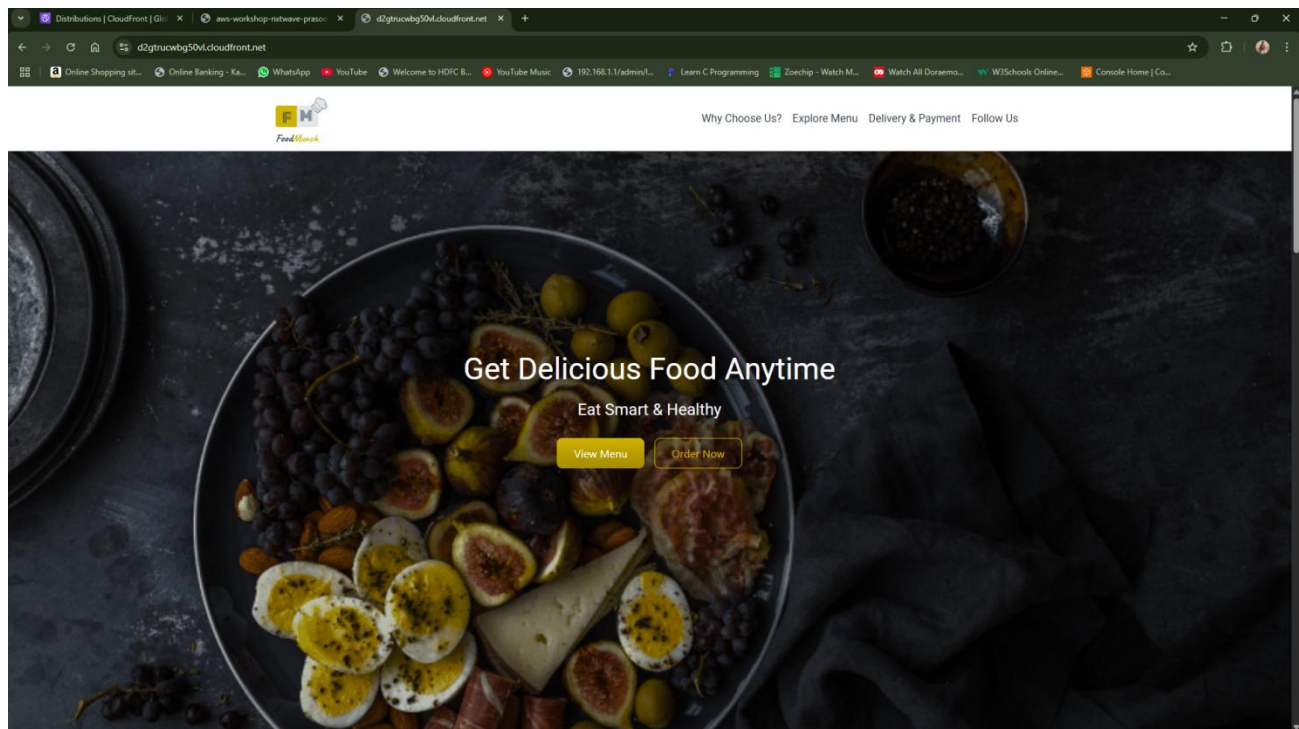 Distributions | CloudFront | Glo
aws-workshop-nxtwave-prasoo
d2gtrucwbg50vl.cloudfront.net
d2gtrucwbg50vl.cloudfront.net
Online Shopping sit...
Online Banking - Ka...
WhatsApp
YouTube
Welcome to HDFC B...
YouTube Music
192.168.1.1/admin/l...
Learn C Programming
Zoechip - Watch M...
Watch All Doraemo...
W3Schools Online...
Console Home | Co...
FM
FoodMunch
Why Choose Us? Explore Menu Delivery & Payment Follow Us
Get Delicious Food Anytime
Eat Smart & Healthy
View Menu Order Now